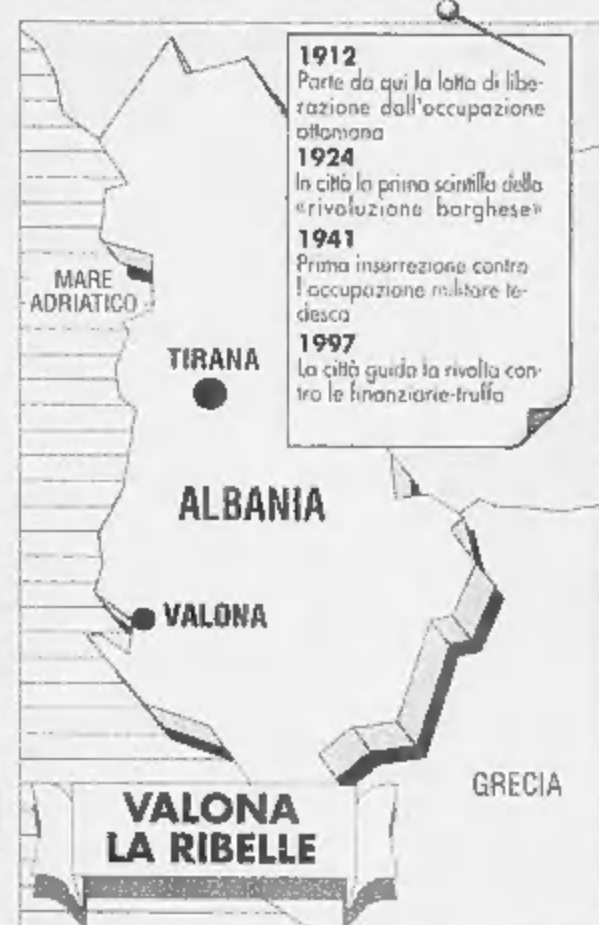 1912
Parte da qui la lotta di libe-
razione dall'occupazione
ottomana
1924
In città la prima scintilla della
«rivoluzione borghese»
1941
Prima insurrezione contro
l'occupazione militare te-
desca
1997
La città guida la rivolta con-
tro le finanziarie-truffa
MARE
ADRIATICO
TIRANA
ALBANIA
VALONA
GRECIA
VALONA
LA RIBELLE